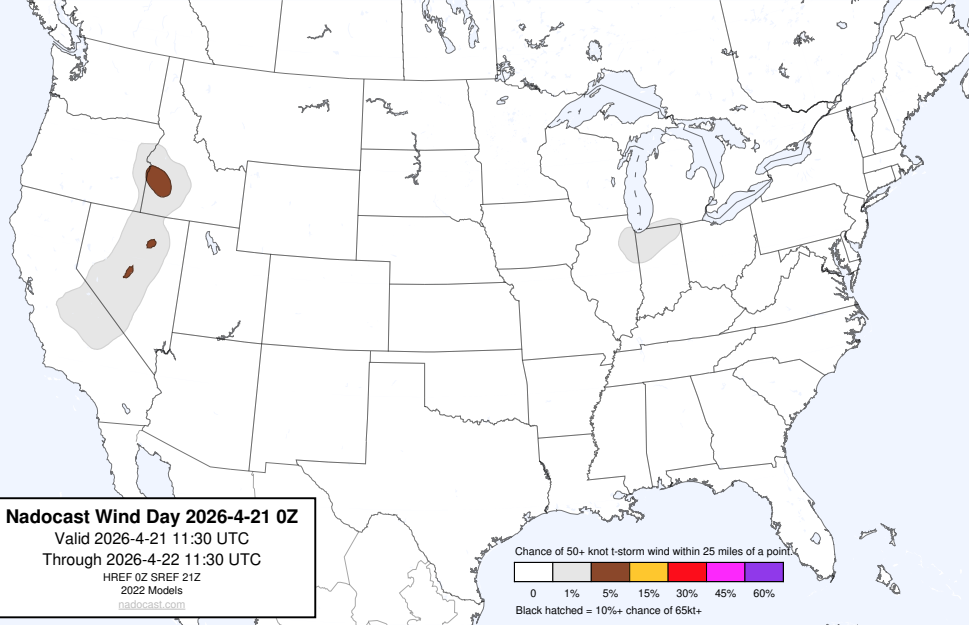 Nadocast Wind Day 2026-4-21 0Z
Valid 2026-4-21 11:30 UTC
Through 2026-4-22 11:30 UTC
HREF 0Z SREF 21Z
2022 Models
nadocast.com
Chance of 50+ knot t-storm wind within 25 miles of a point.
0 1% 5% 15% 30% 45% 60%
Black hatched = 10%+ chance of 65kt+